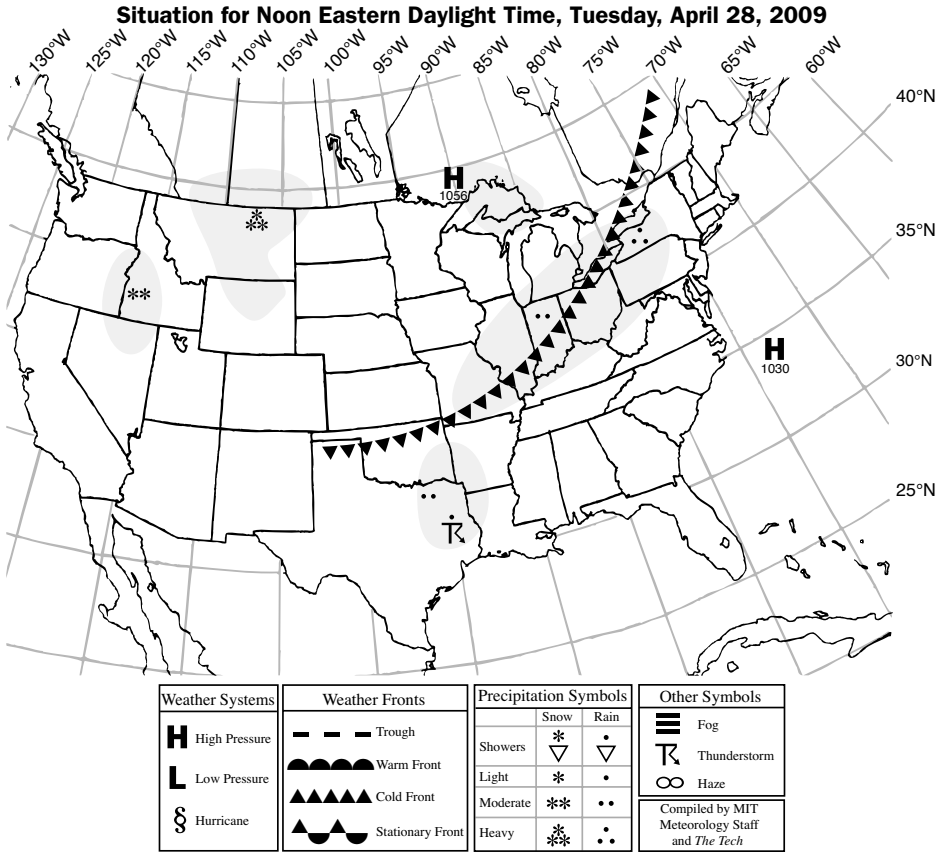 Situation for Noon Eastern Daylight Time, Tuesday, April 28, 2009
130°W 125°W 120°W 115°W 110°W 105°W 100°W 95°W 90°W 85°W 80°W 75°W 70°W 65°W 60°W
40°N
H
1056
35°N
H
1030
30°N
25°N
Weather Systems
H High Pressure
L Low Pressure
Hurricane
Weather Fronts
Trough
Warm Front
Cold Front
Stationary Front
Precipitation Symbols
Snow Rain
Showers
Light
Moderate
Heavy
Other Symbols
Fog
Thunderstorm
Haze
Compiled by MIT
Meteorology Staff
and The Tech